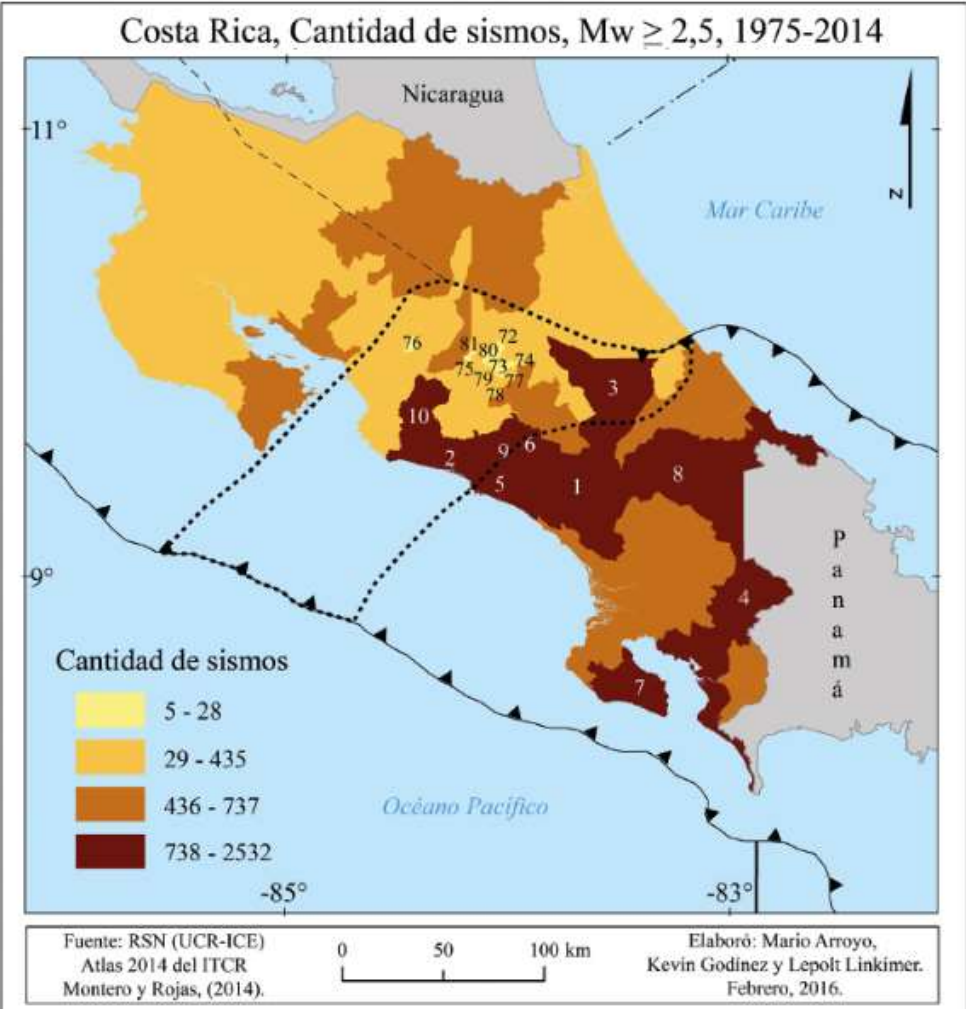 Costa Rica, Cantidad de sismos, Mw ≥ 2,5, 1975-2014
Nicaragua
11°
Mar Caribe
N
72
76
81
80
74
73
75
79
77
78
3
10
9
6
2
5
1
8
9°
4
7
Panamá
Cantidad de sismos
5 - 28
29 - 435
436 - 737
738 - 2532
Océano Pacífico
-85°
-83°
Fuente: RSN (UCR-ICE)
Atlas 2014 del ITCR
Montero y Rojas, (2014).
0 50 100 km
Elaboró: Mario Arroyo,
Kevin Godínez y Lepolt Linkimer.
Febrero, 2016.